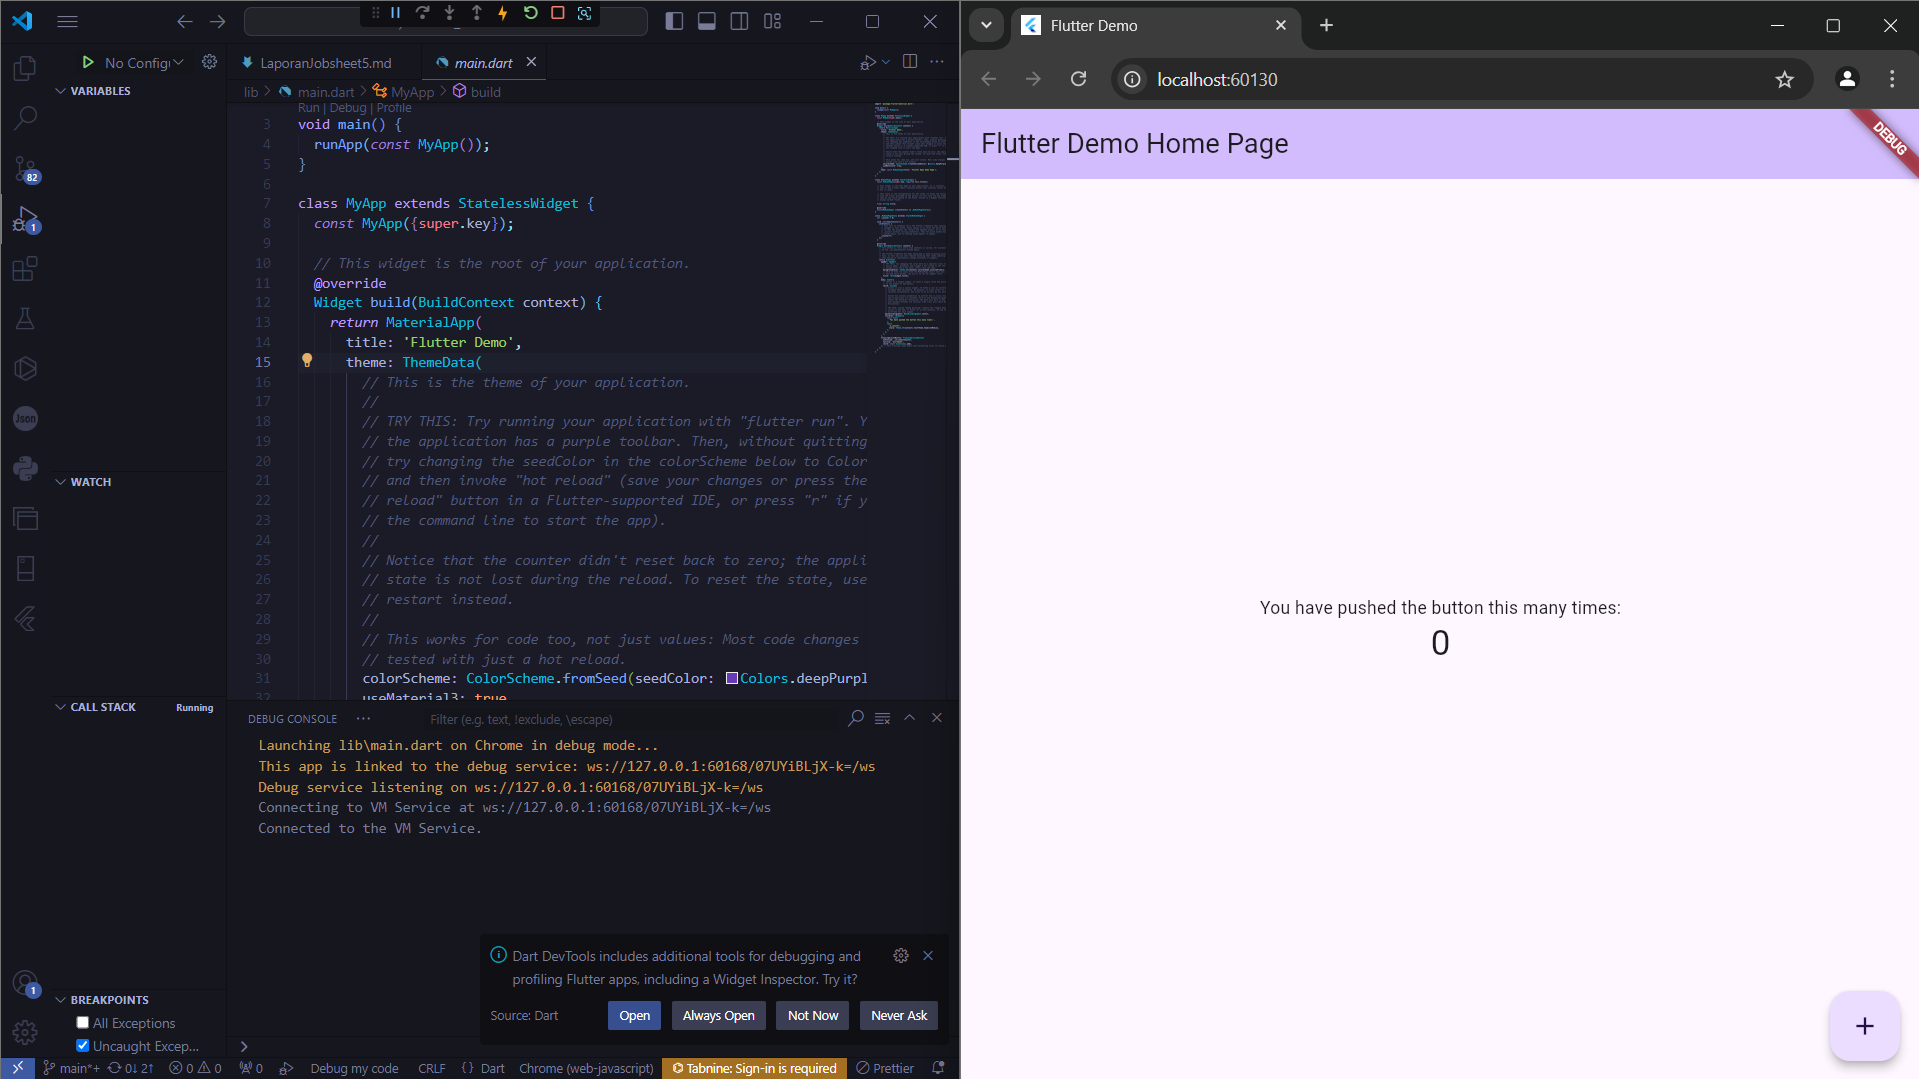 No Config
LaporanJobsheet5.md
main.dart
VARIABLES
lib > main.dart > MyApp > build
Run | Debug | Profile
3 void main() {
4 runApp(const MyApp());
5 }
6
7 class MyApp extends StatelessWidget {
8 const MyApp({super.key});
9
10 // This widget is the root of your application.
11 @override
12 Widget build(BuildContext context) {
13 return MaterialApp(
14 title: 'Flutter Demo',
15 theme: ThemeData(
16 // This is the theme of your application.
17 //
18 // TRY THIS: Try running your application with "flutter run". Y
19 // the application has a purple toolbar. Then, without quitting
20 // try changing the seedColor in the colorScheme below to Color
21 // and then invoke "hot reload" (save your changes or press the
22 // reload" button in a Flutter-supported IDE, or press "r" if y
23 // the command line to start the app).
24 //
25 // Notice that the counter didn't reset back to zero; the appli
26 // state is not lost during the reload. To reset the state, use
27 // restart instead.
28 //
29 // This works for code too, not just values: Most code changes
30 // tested with just a hot reload.
31 colorScheme: ColorScheme.fromSeed(seedColor: Colors.deepPurpl
32 useMaterial3: true
82
1
Json
WATCH
CALL STACK
Running
DEBUG CONSOLE
Filter (e.g. text, !exclude, \escape)
Launching lib\main.dart on Chrome in debug mode...
This app is linked to the debug service: ws://127.0.0.1:60168/07UYiBLjX-k=/ws
Debug service listening on ws://127.0.0.1:60168/07UYiBLjX-k=/ws
Connecting to VM Service at ws://127.0.0.1:60168/07UYiBLjX-k=/ws
Connected to the VM Service.
Dart DevTools includes additional tools for debugging and
profiling Flutter apps, including a Widget Inspector. Try it?
Source: Dart
Open
Always Open
Not Now
Never Ask
1
BREAKPOINTS
All Exceptions
Uncaught Excep...
main*+ 0↓ 2↑ 0 0 0 Debug my code CRLF {} Dart Chrome (web-javascript) Tabnine: Sign-in is required Prettier
Flutter Demo
localhost:60130
Flutter Demo Home Page
DEBUG
You have pushed the button this many times:
0
+